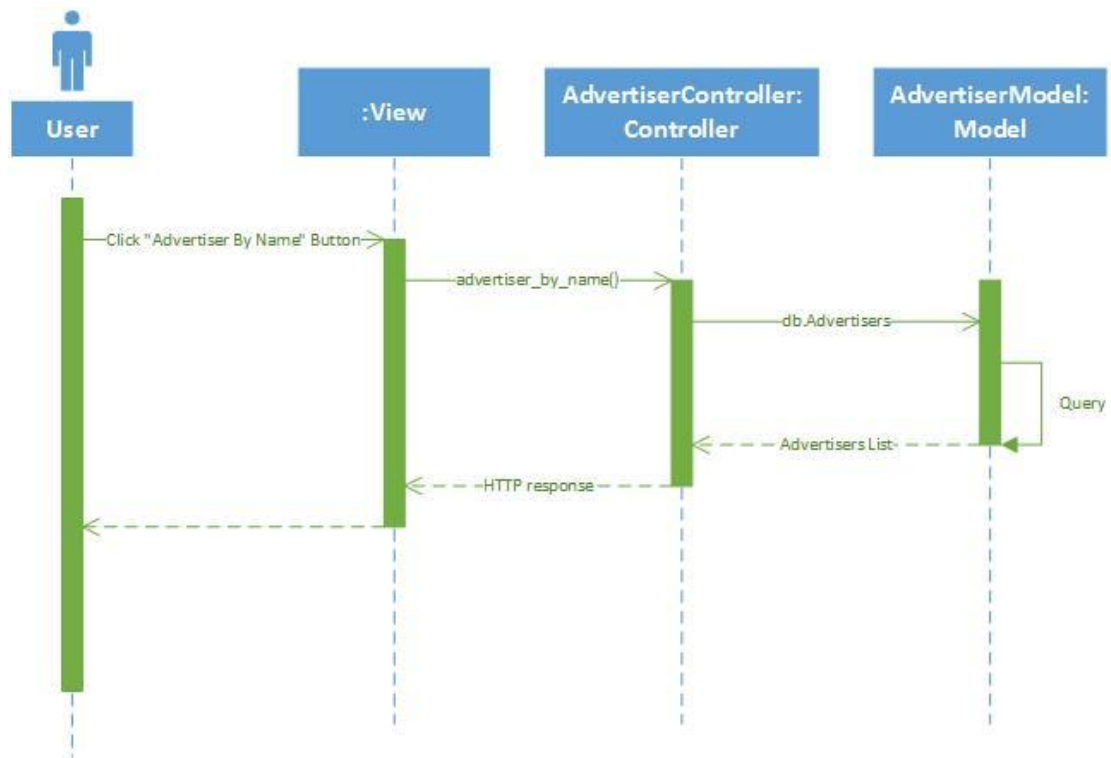 User
:View
AdvertiserController:
Controller
AdvertiserModel:
Model
Click "Advertiser By Name" Button
advertiser_by_name()
db.Advertisers
Query
Advertisers List
HTTP response